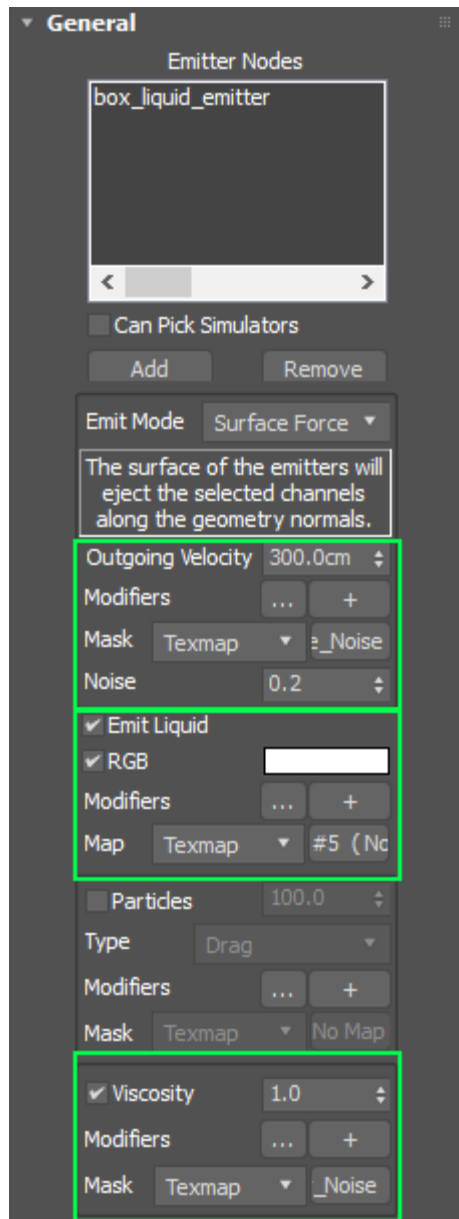 General
Emitter Nodes
box_liquid_emitter
Can Pick Simulators
Add Remove
Emit Mode Surface Force
The surface of the emitters will
eject the selected channels
along the geometry normals.
Outgoing Velocity 300.0cm
Modifiers ... +
Mask Texmap e_Noise
Noise 0.2
Emit Liquid
RGB
Modifiers ... +
Map Texmap #5 (No
Particles 100.0
Type Drag
Modifiers ... +
Mask Texmap No Map
Viscosity 1.0
Modifiers ... +
Mask Texmap _Noise